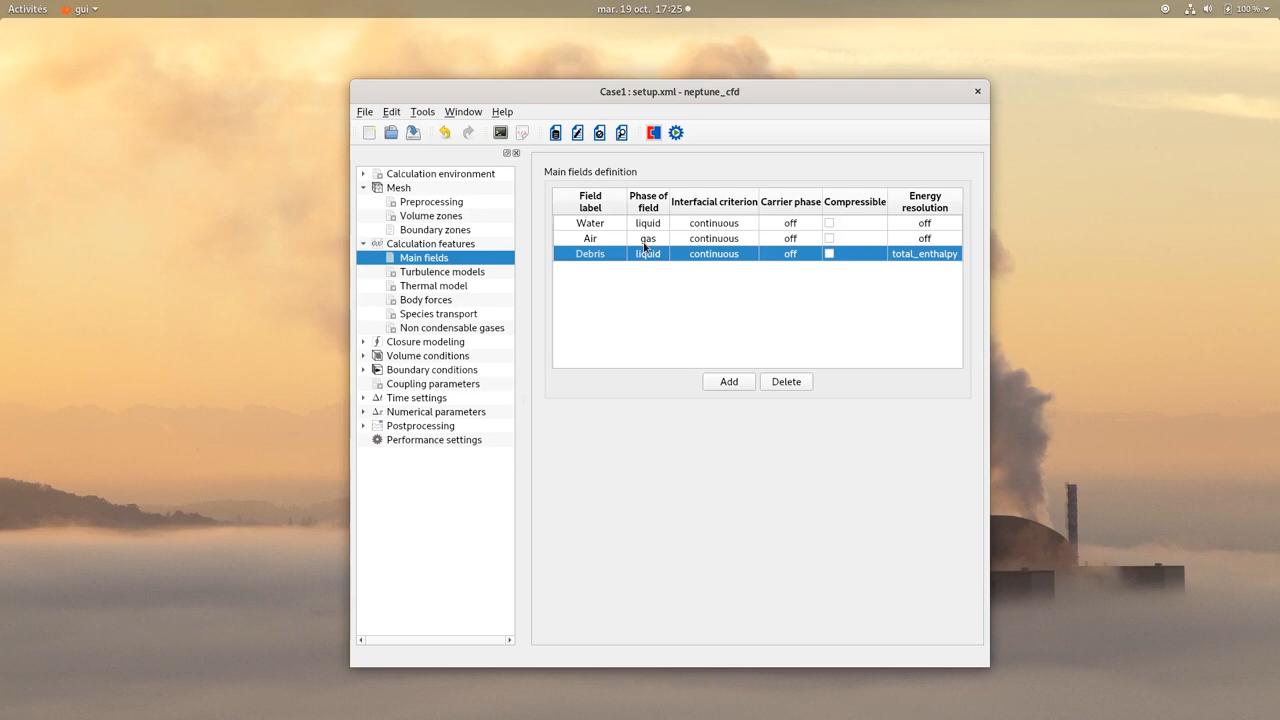 Activités gui mar. 19 oct. 17:25 100 %
Case1 : setup.xml - neptune_cfd
File Edit Tools Window Help
Calculation environment
Mesh
Preprocessing
Volume zones
Boundary zones
Calculation features
Main fields
Turbulence models
Thermal model
Body forces
Species transport
Non condensable gases
Closure modeling
Volume conditions
Boundary conditions
Coupling parameters
Δt Time settings
Δx Numerical parameters
Postprocessing
Performance settings
Main fields definition
Field label Phase of field Interfacial criterion Carrier phase Compressible Energy resolution
Water liquid continuous off off
Air gas continuous off off
Debris liquid continuous off total_enthalpy
Add Delete